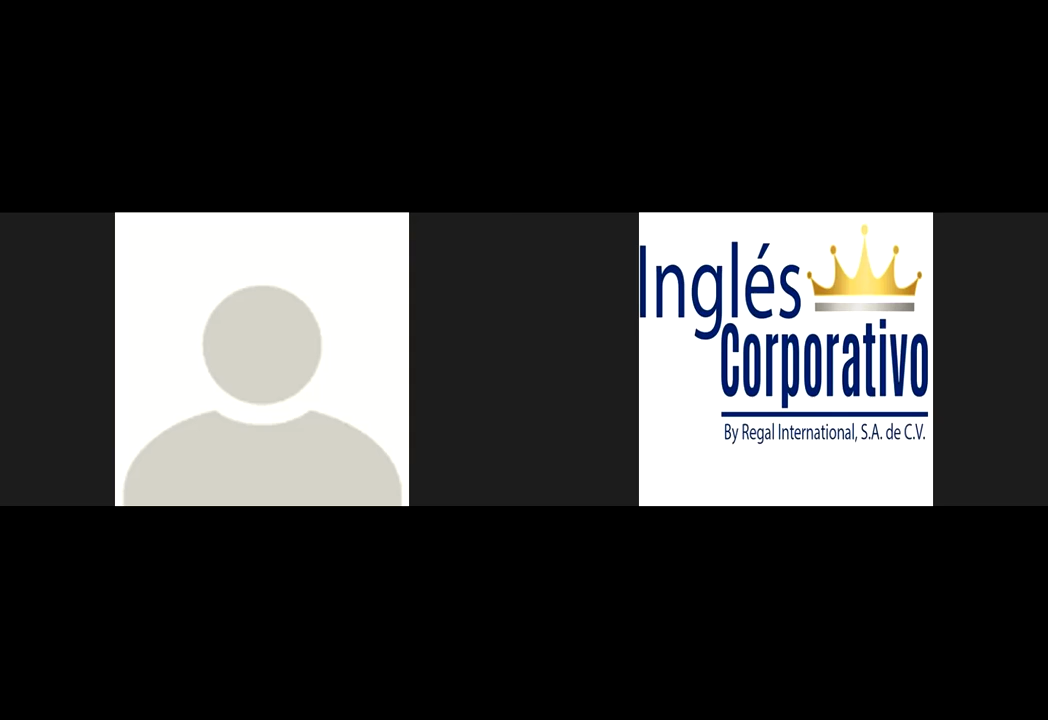 Inglés
Corporativo
By Regal International, S.A. de C.V.